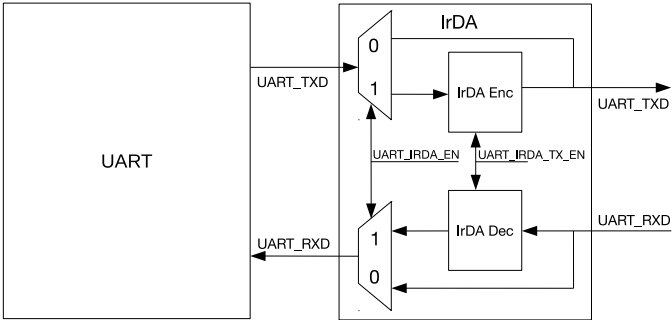 IrDA
0
UART_TXD
1
IrDA Enc
UART_TXD
UART
UART_IRDA_EN
UART_IRDA_TX_EN
UART_RXD
1
IrDA Dec
UART_RXD
0